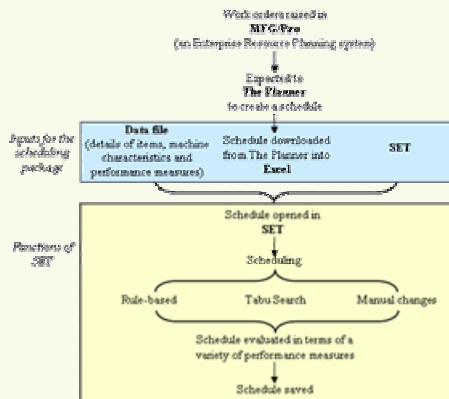 Work orders raised in
MFG/Pro
(an Enterprise Resource Planning system)
Exported to
The Planner
to create a schedule
Inputs for the
scheduling
package
Data file
(details of items, machine
characteristics and
performance measures)
Schedule downloaded
from The Planner into
Excel
SET
Functions of
SET
Schedule opened in
SET
Scheduling
Rule-based
Tabu Search
Manual changes
Schedule evaluated in terms of a
variety of performance measures
Schedule saved